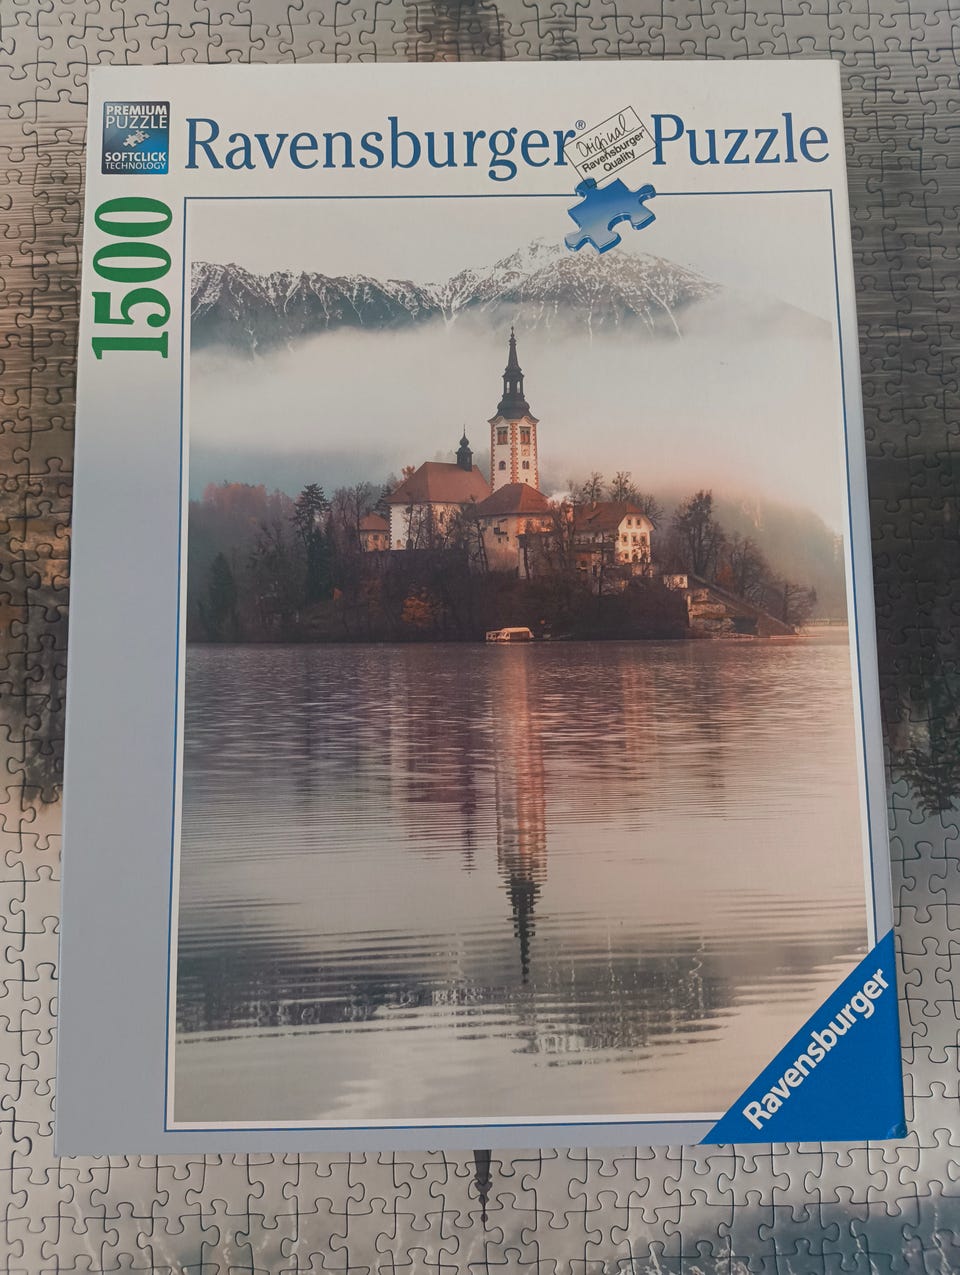 PREMIUM
PUZZLE
SOFTCLICK
TECHNOLOGY
Ravensburger® Puzzle
Original
Ravensburger®
Quality
1500
Ravensburger